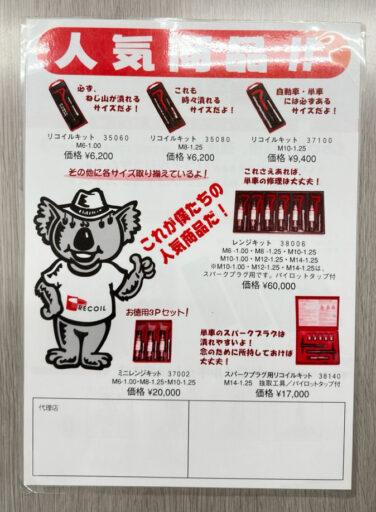 人気商品!!
必ず、
ねじ山が潰れる
サイズだよ!
これも
時々潰れる
サイズだよ!
自動車・単車
には必ずある
サイズだよ!
リコイルキット 35060
M6-1.00
価格 ¥6,200
リコイルキット 35080
M8-1.25
価格 ¥6,200
リコイルキット 37100
M10-1.25
価格 ¥9,400
その他に各サイズ取り揃えているよ!
これさえあれば、
単車の修理は大丈夫!
これが僕たちの
人気商品だ!
レンジキット 38006
M6-1.00・M8-1.25・M10-1.25
M10-1.00・M12-1.25・M14-1.25
※M10-1.00・M12-1.25・M14-1.25は、
スパークプラグ用です。パイロットタップ付
価格 ¥60,000
RECOIL
お徳用3Pセット!
単車のスパークプラグは
潰れやすいよ!
念のために所持しておけば
大丈夫!
ミニレンジキット 37002
M6-1.00・M8-1.25・M10-1.25
価格 ¥20,000
スパークプラグ用リコイルキット 38140
M14-1.25 抜取工具/パイロットタップ付
価格 ¥17,000
代理店